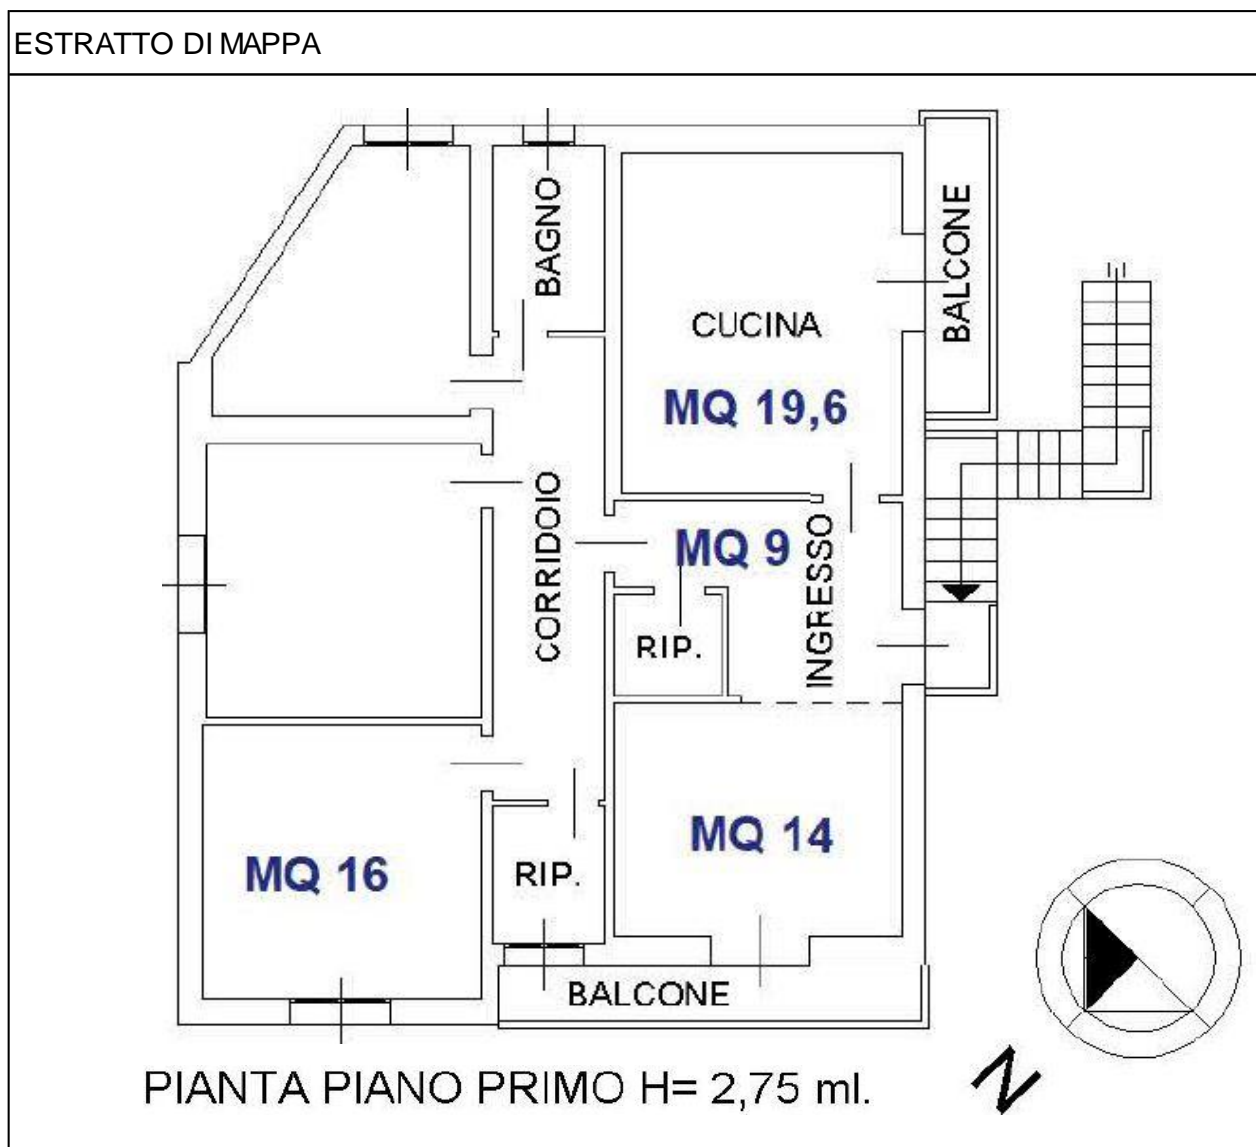 ESTRATTO DI MAPPA
BAGNO
BALCONE
CUCINA
MQ 19,6
CORRIDOIO
MQ 9
INGRESSO
RIP.
MQ 14
MQ 16
RIP.
BALCONE
PIANTA PIANO PRIMO H= 2,75 ml.
N